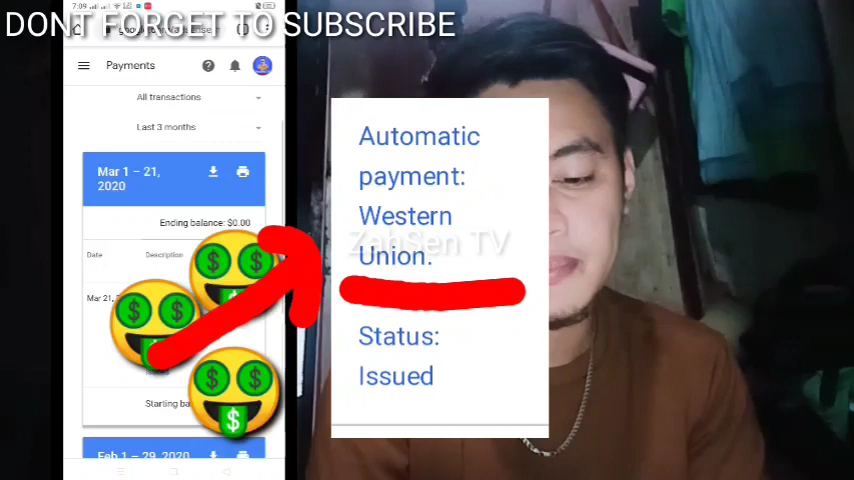 DONT FORGET TO SUBSCRIBE
7:09
Payments
All transactions
Last 3 months
Mar 1 – 21,
2020
Ending balance: $0.00
Date Description
Mar 21,
Starting
Feb 1 – 29, 2020
Automatic
payment:
Western
Union.
ZahSen TV
Status:
Issued